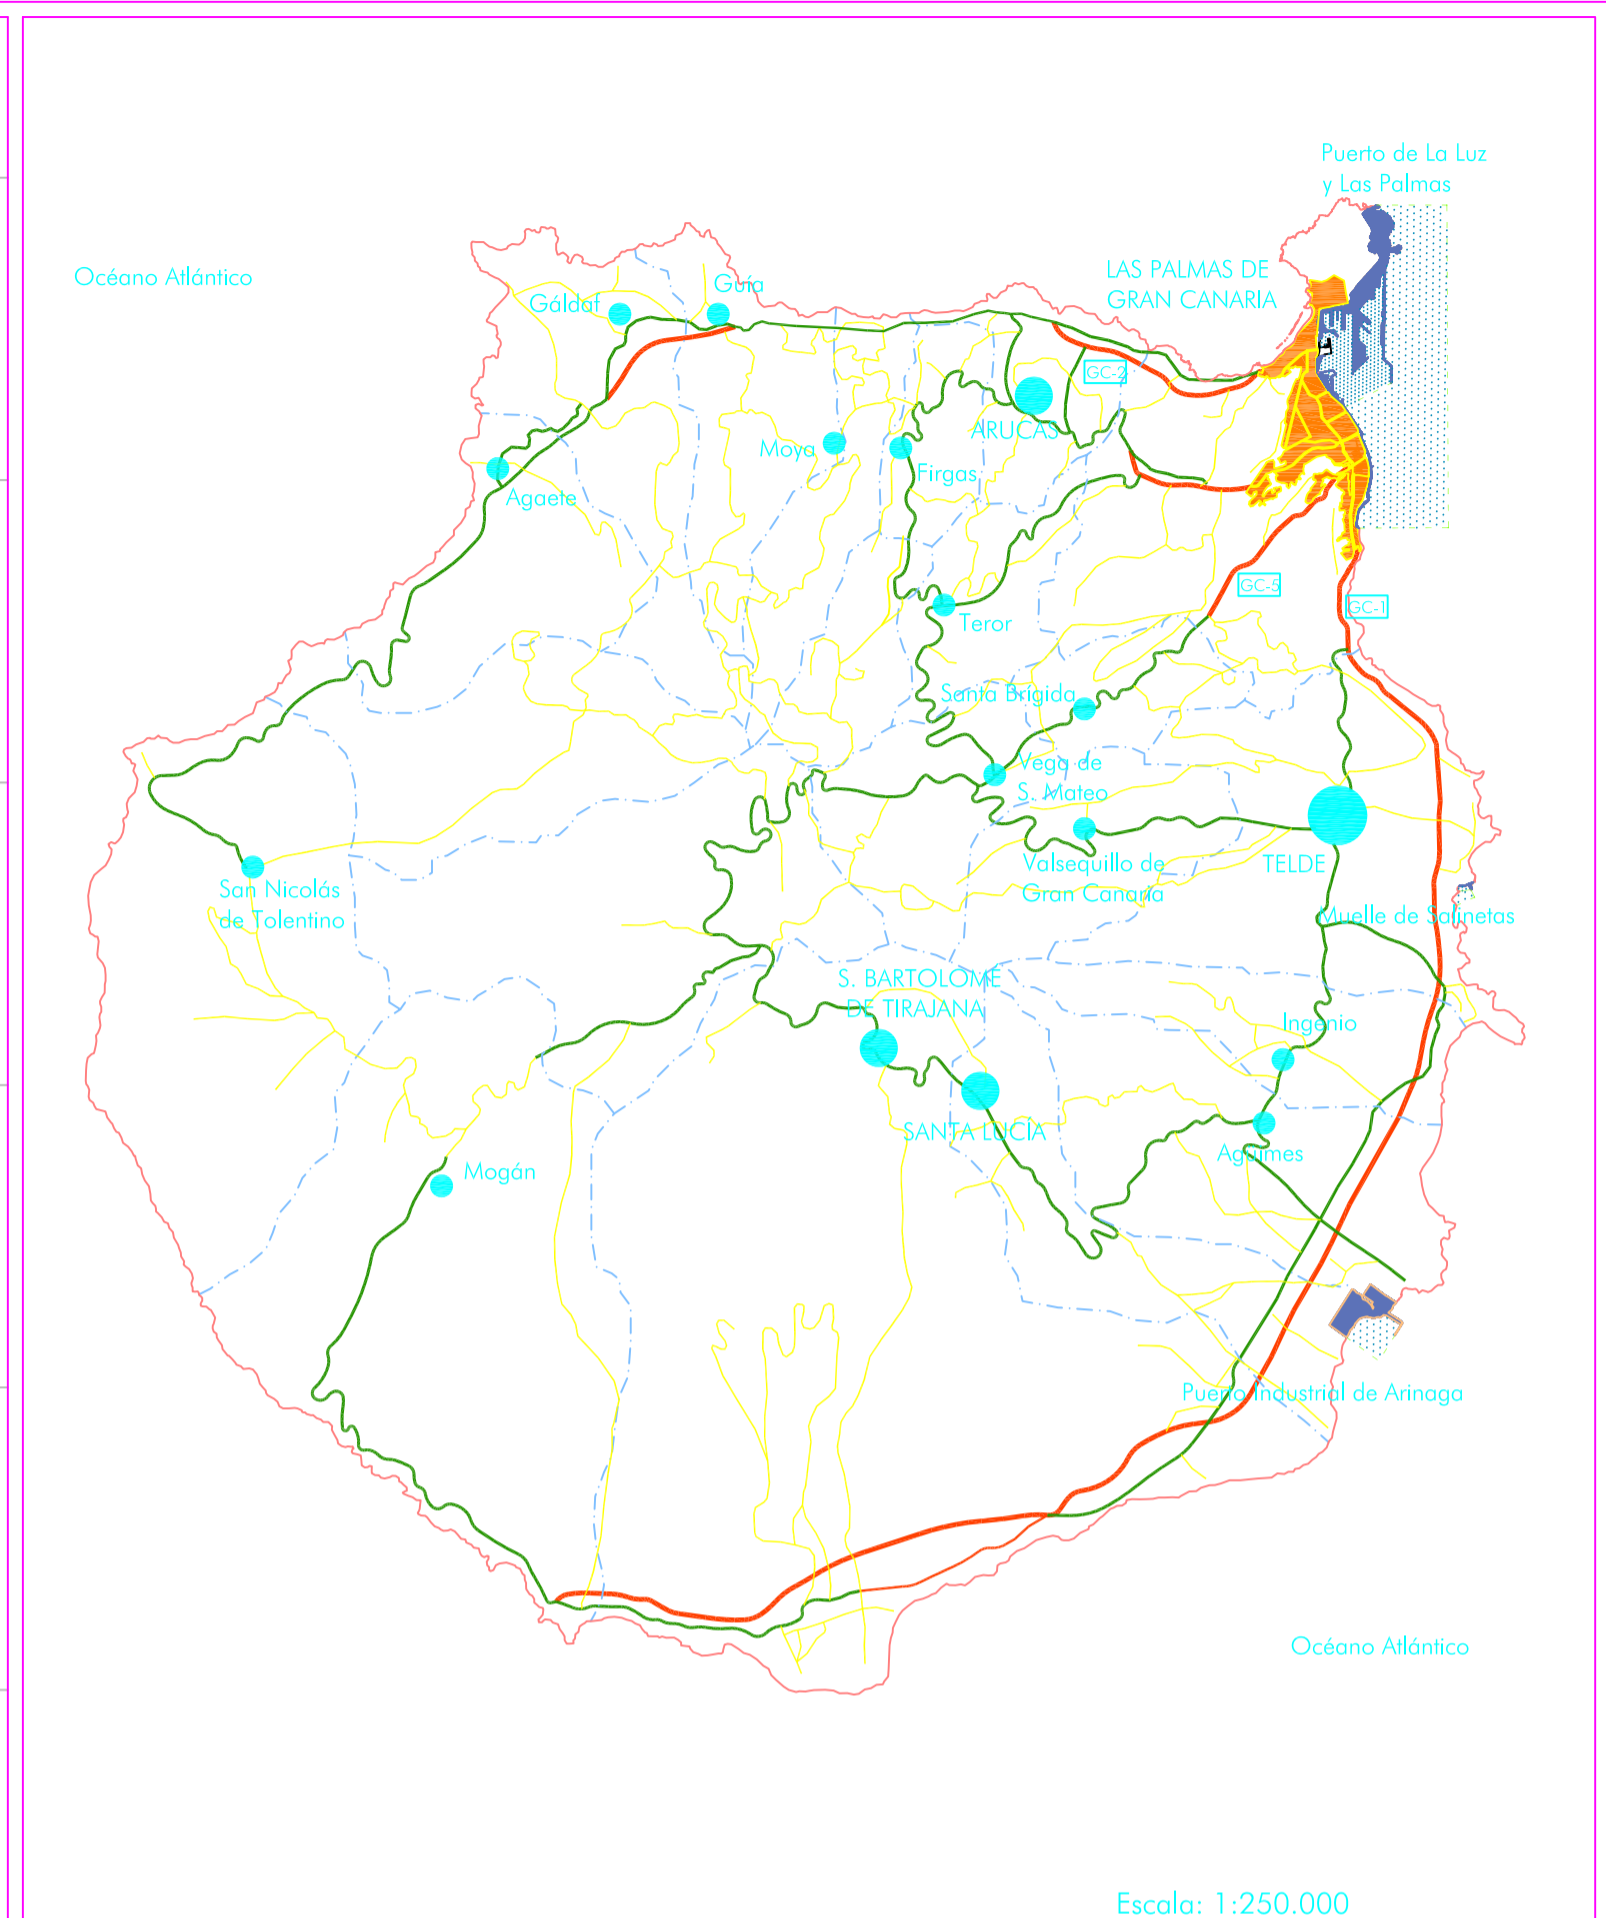 Puerto de La Luz
y Las Palmas
Océano Atlántico
LAS PALMAS DE
GRAN CANARIA
Guía
Gáldaf
GC-2
ARUCAS
Moya
Firgas
Agaete
GC-5
GC-1
Teror
Santa Brígida
Vega de
S. Mateo
Valsequillo de
Gran Canaria
TELDE
San Nicolás
de Tolentino
Muelle de Salinetas
S. BARTOLOMÉ
DE TIRAJANA
Ingenio
SANTA LUCÍA
Agüimes
Mogán
Puerto Industrial de Arinaga
Océano Atlántico
Escala: 1:250.000